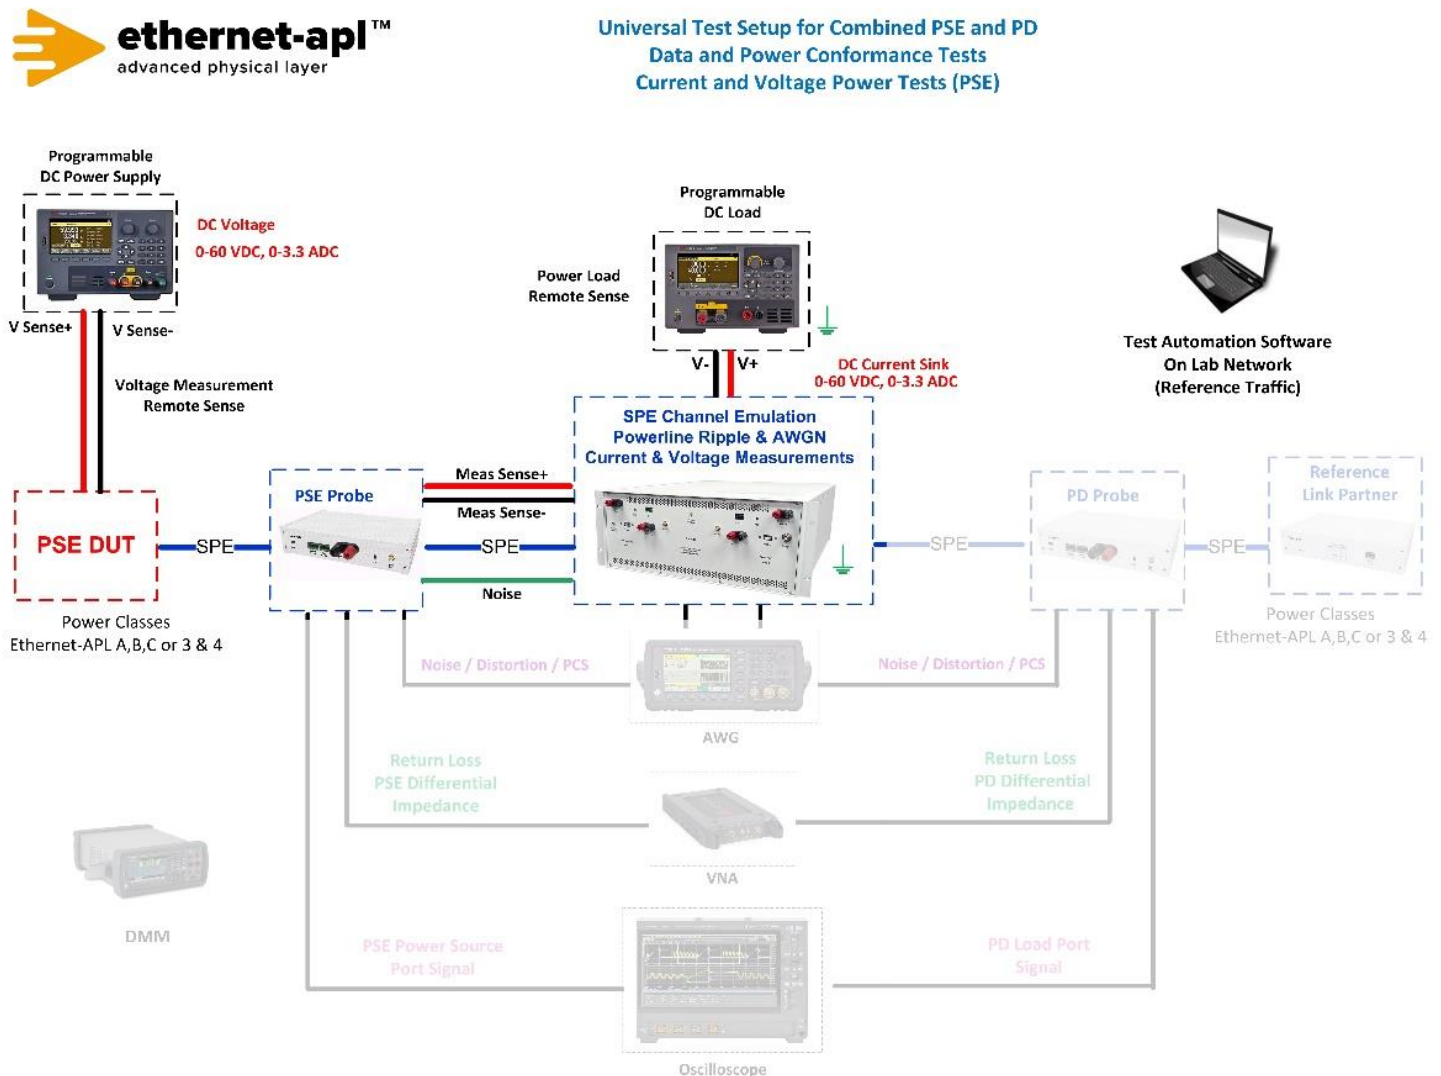 ethernet-apl™
advanced physical layer
Universal Test Setup for Combined PSE and PD
Data and Power Conformance Tests
Current and Voltage Power Tests (PSE)
Programmable
DC Power Supply
DC Voltage
0-60 VDC, 0-3.3 ADC
V Sense+
V Sense-
Voltage Measurement
Remote Sense
Programmable
DC Load
Power Load
Remote Sense
V-
V+
DC Current Sink
0-60 VDC, 0-3.3 ADC
Test Automation Software
On Lab Network
(Reference Traffic)
SPE Channel Emulation
Powerline Ripple & AWGN
Current & Voltage Measurements
PSE DUT
SPE
PSE Probe
Meas Sense+
Meas Sense-
SPE
Noise
SPE
PD Probe
SPE
Reference
Link Partner
Power Classes
Ethernet-APL A,B,C or 3 & 4
Power Classes
Ethernet-APL A,B,C or 3 & 4
Noise / Distortion / PCS
Noise / Distortion / PCS
AWG
Return Loss
PSE Differential
Impedance
Return Loss
PD Differential
Impedance
VNA
DMM
PSE Power Source
Port Signal
PD Load Port
Signal
Oscilloscope